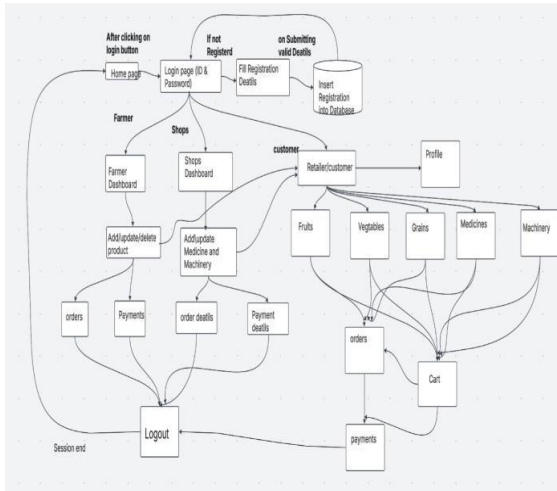 After clicking on
login button
If not
Registerd
on Submitting
valid Deatils
Home page
Login page (ID &
Password)
Fill Registration
Deatils
Insert
Registration
into Database
Farmer
Shops
customer
Farmer
Dashboard
Shops
Dashboard
Retailer/customer
Profile
Add/update/delete
product
Add/update
Medicine and
Machinery
Fruits
Vegtables
Grains
Medicines
Machinery
orders
Payments
order deatils
Payment
deatils
orders
Cart
Logout
payments
Session end